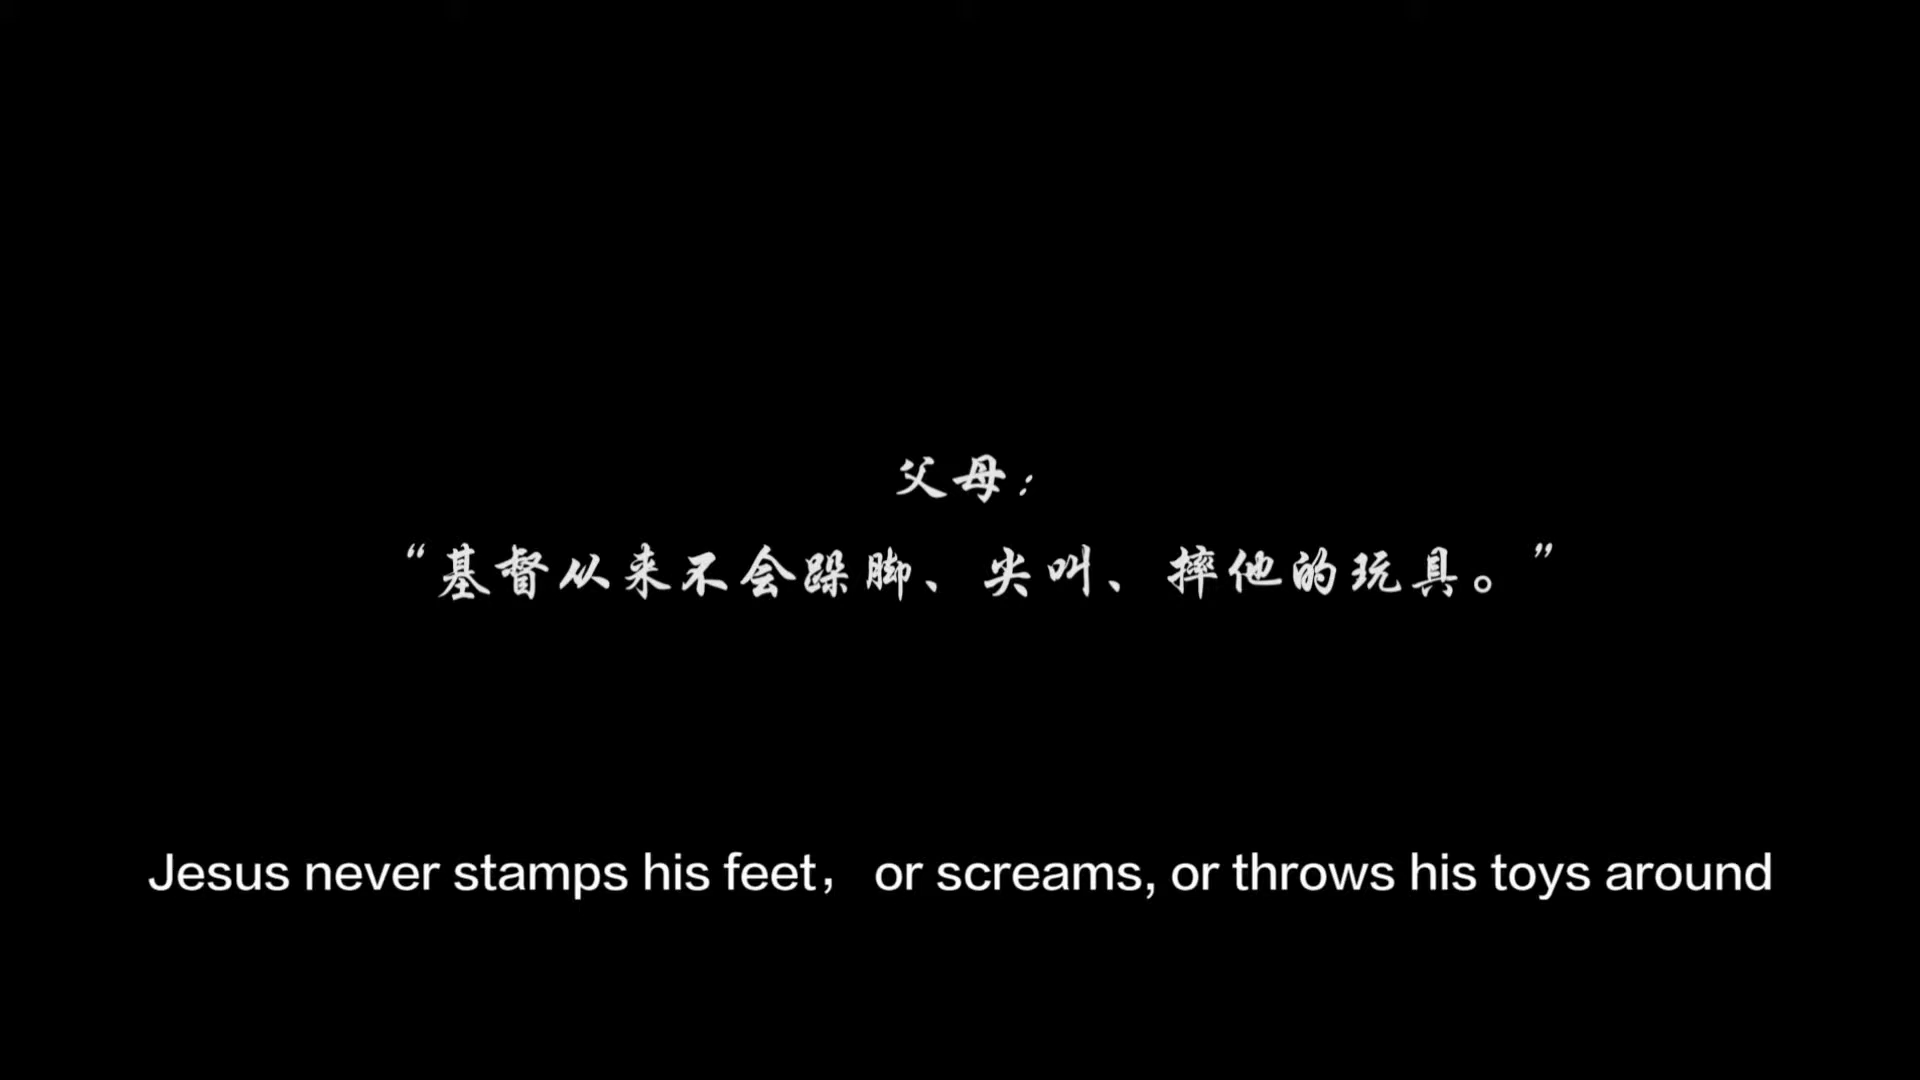 父母：
“基督从来不会跺脚、尖叫、摔他的玩具。”
Jesus never stamps his feet， or screams, or throws his toys around